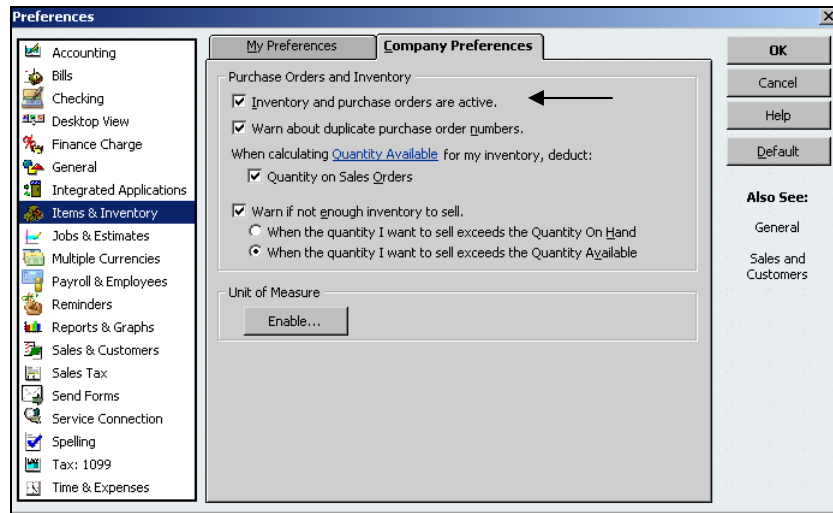 Preferences
Accounting
Bills
Checking
Desktop View
Finance Charge
General
Integrated Applications
Items & Inventory
Jobs & Estimates
Multiple Currencies
Payroll & Employees
Reminders
Reports & Graphs
Sales & Customers
Sales Tax
Send Forms
Service Connection
Spelling
Tax: 1099
Time & Expenses
My Preferences
Company Preferences
Purchase Orders and Inventory
Inventory and purchase orders are active.
Warn about duplicate purchase order numbers.
When calculating Quantity Available for my inventory, deduct:
Quantity on Sales Orders
Warn if not enough inventory to sell.
When the quantity I want to sell exceeds the Quantity On Hand
When the quantity I want to sell exceeds the Quantity Available
Unit of Measure
Enable...
OK
Cancel
Help
Default
Also See:
General
Sales and
Customers